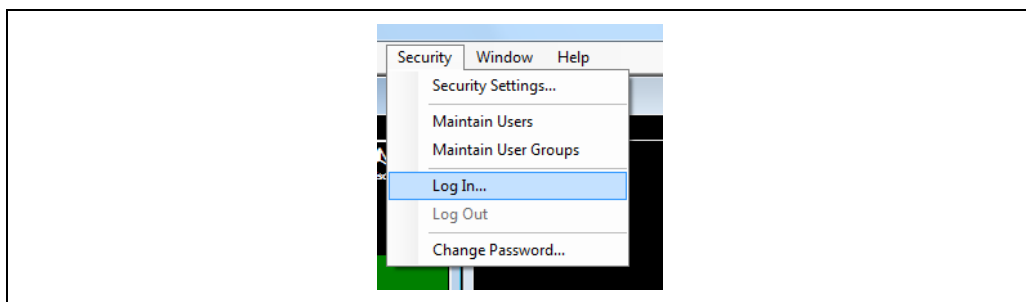 Security Window Help
Security Settings...
Maintain Users
Maintain User Groups
Log In...
Log Out
Change Password...